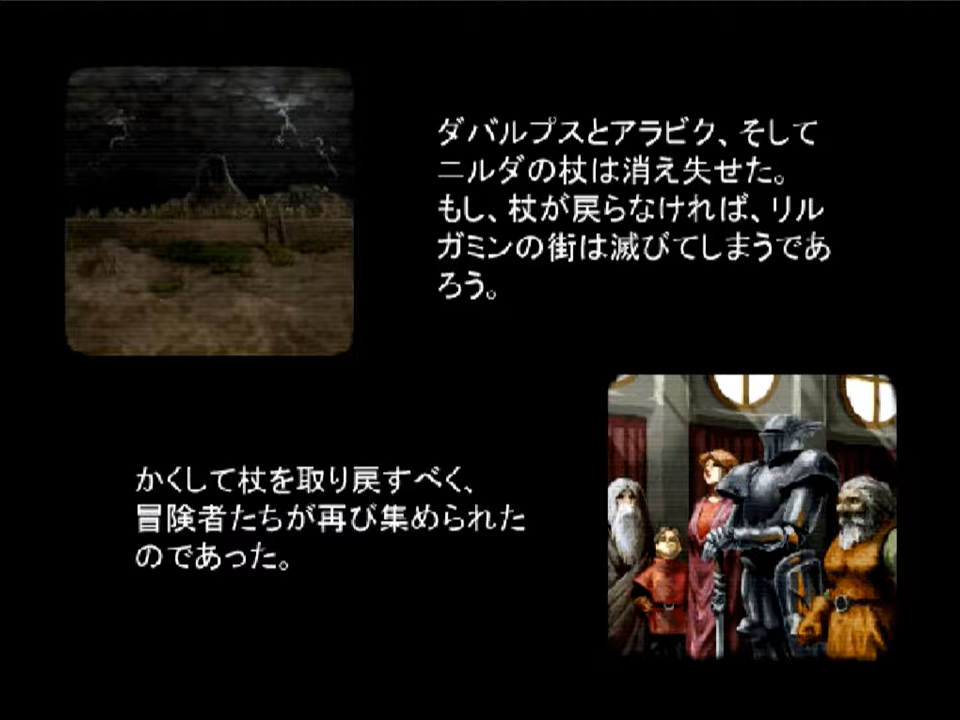 ダバルプスとアラビク、そして
ニルダの杖は消え失せた。
もし、杖が戻らなければ、リル
ガミンの街は滅びてしまうであ
ろう。
かくして杖を取り戻すべく、
冒険者たちが再び集められた
のであった。